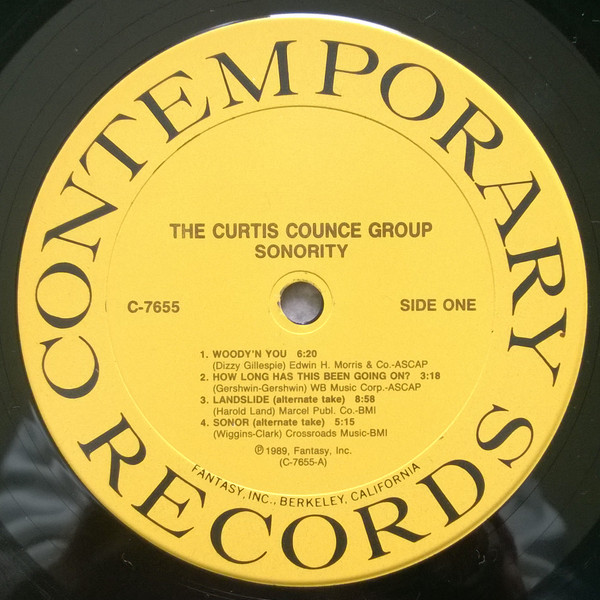 CONTEMPORARY RECORDS
THE CURTIS COUNCE GROUP
SONORITY
C-7655
SIDE ONE
1. WOODY'N YOU 6:20
(Dizzy Gillespie) Edwin H. Morris & Co.-ASCAP
2. HOW LONG HAS THIS BEEN GOING ON? 3:18
(Gershwin-Gershwin) WB Music Corp.-ASCAP
3. LANDSLIDE (alternate take) 8:58
(Harold Land) Marcel Publ. Co.-BMI
4. SONOR (alternate take) 5:15
(Wiggins-Clark) Crossroads Music-BMI
℗ 1989, Fantasy, Inc.
(C-7655-A)
FANTASY, INC., BERKELEY, CALIFORNIA